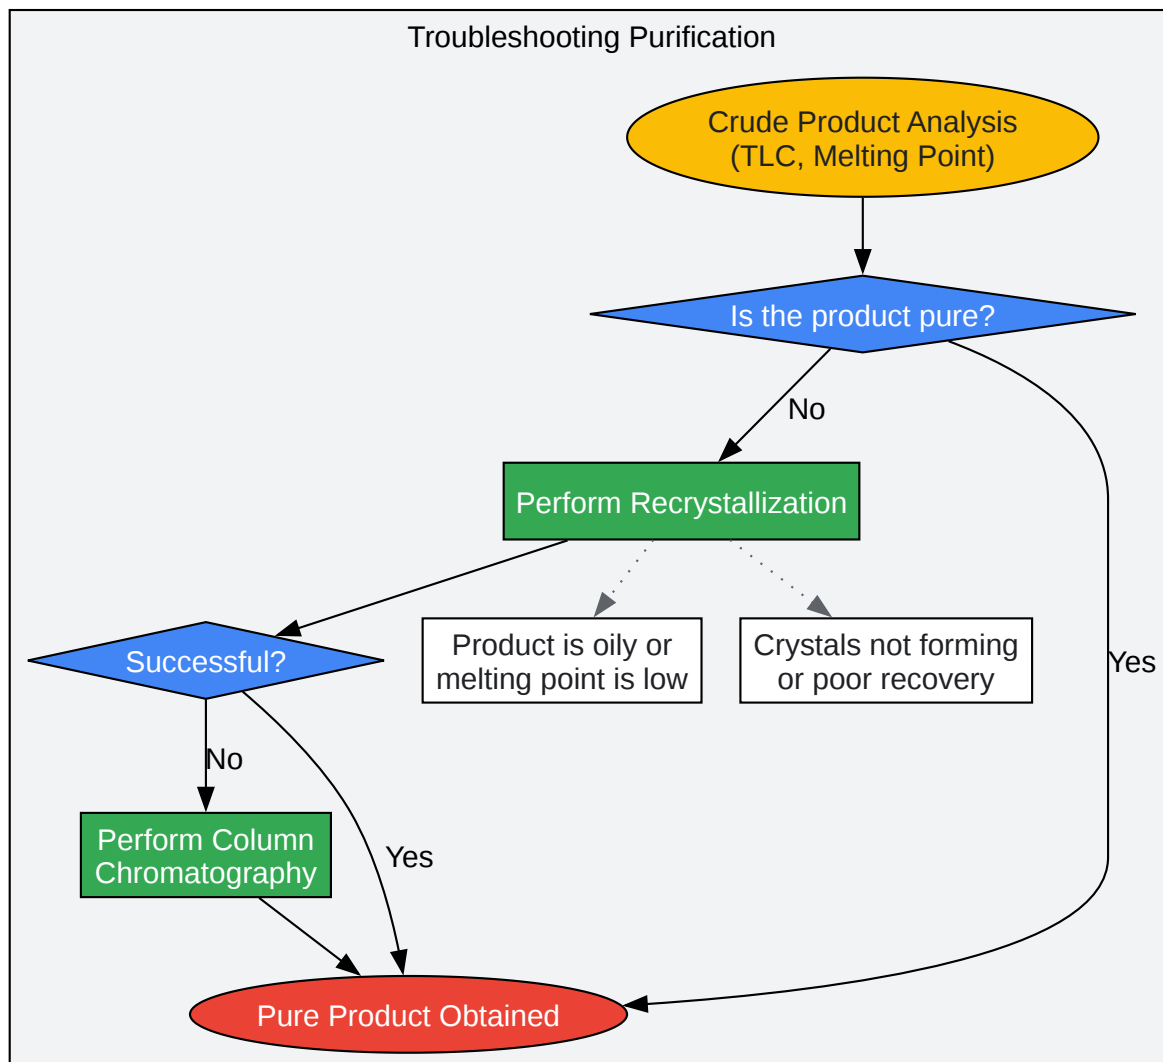 Troubleshooting Purification
Crude Product Analysis
(TLC, Melting Point)
Is the product pure?
No
Perform Recrystallization
Successful?
Product is oily or
melting point is low
Crystals not forming
or poor recovery
Yes
No
Perform Column
Chromatography
Yes
Pure Product Obtained